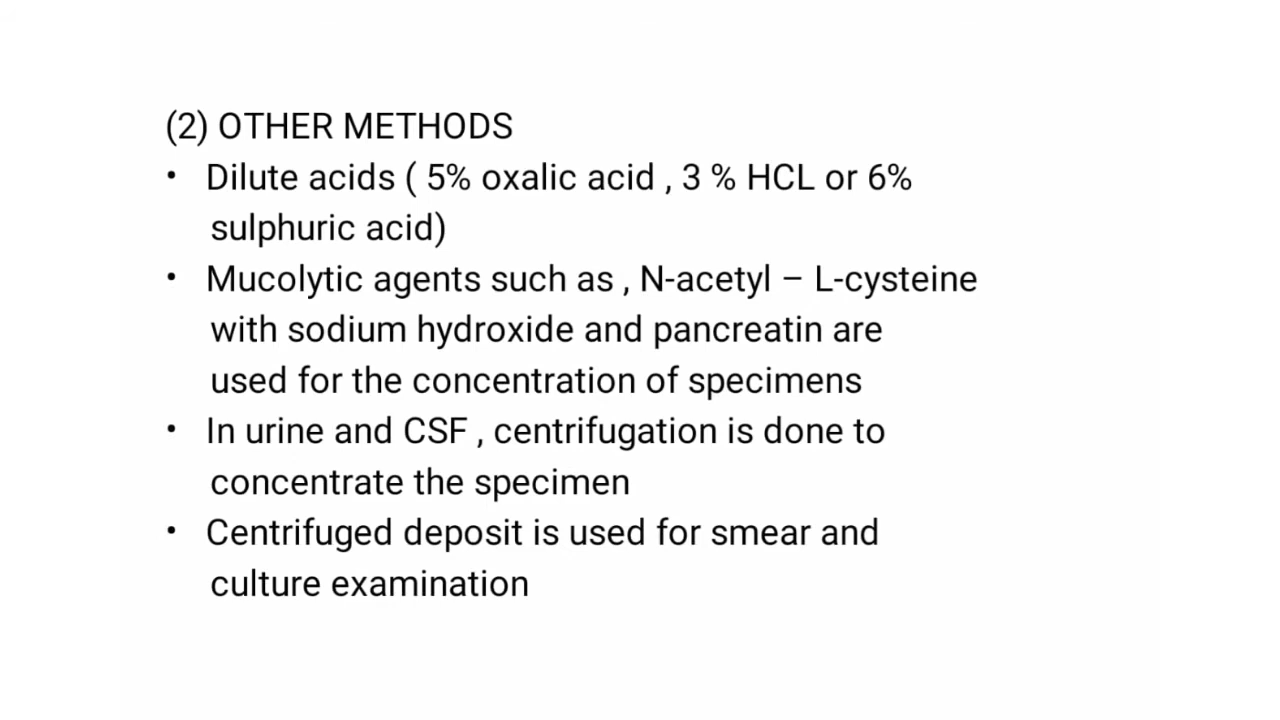 (2) OTHER METHODS
• Dilute acids ( 5% oxalic acid , 3 % HCL or 6%
sulphuric acid)
• Mucolytic agents such as , N-acetyl – L-cysteine
with sodium hydroxide and pancreatin are
used for the concentration of specimens
• In urine and CSF , centrifugation is done to
concentrate the specimen
• Centrifuged deposit is used for smear and
culture examination